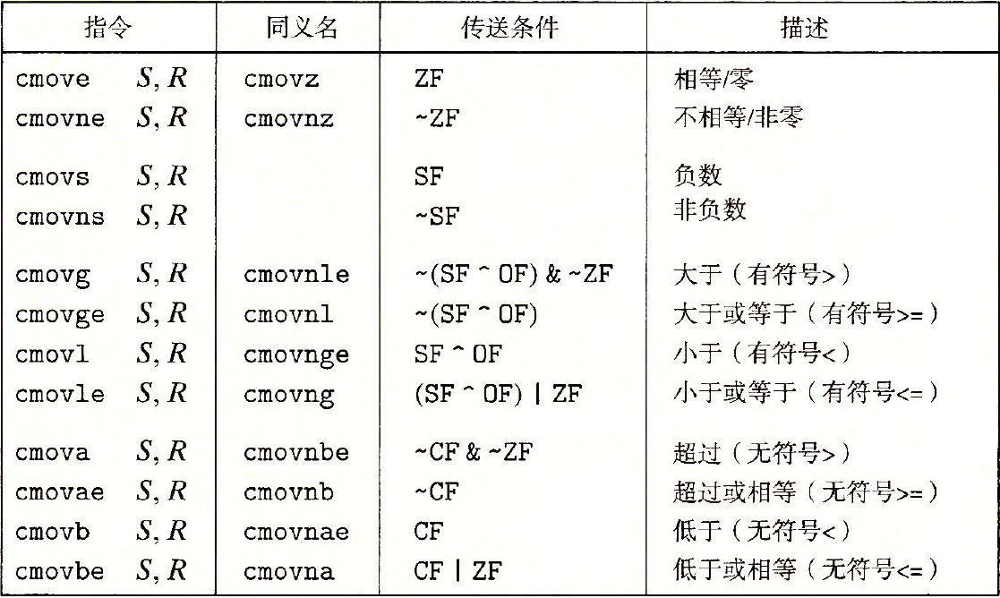 指令 同义名 传送条件 描述
cmove S, R cmovz ZF 相等/零
cmovne S, R cmovnz ~ZF 不相等/非零
cmovs S, R SF 负数
cmovns S, R ~SF 非负数
cmovg S, R cmovnle ~(SF ^ OF) & ~ZF 大于（有符号>）
cmovge S, R cmovnl ~(SF ^ OF) 大于或等于（有符号>=）
cmovl S, R cmovnge SF ^ OF 小于（有符号<）
cmovle S, R cmovng (SF ^ OF) | ZF 小于或等于（有符号<=）
cmova S, R cmovnbe ~CF & ~ZF 超过（无符号>）
cmovae S, R cmovnb ~CF 超过或相等（无符号>=）
cmovb S, R cmovnae CF 低于（无符号<）
cmovbe S, R cmovna CF | ZF 低于或相等（无符号<=）